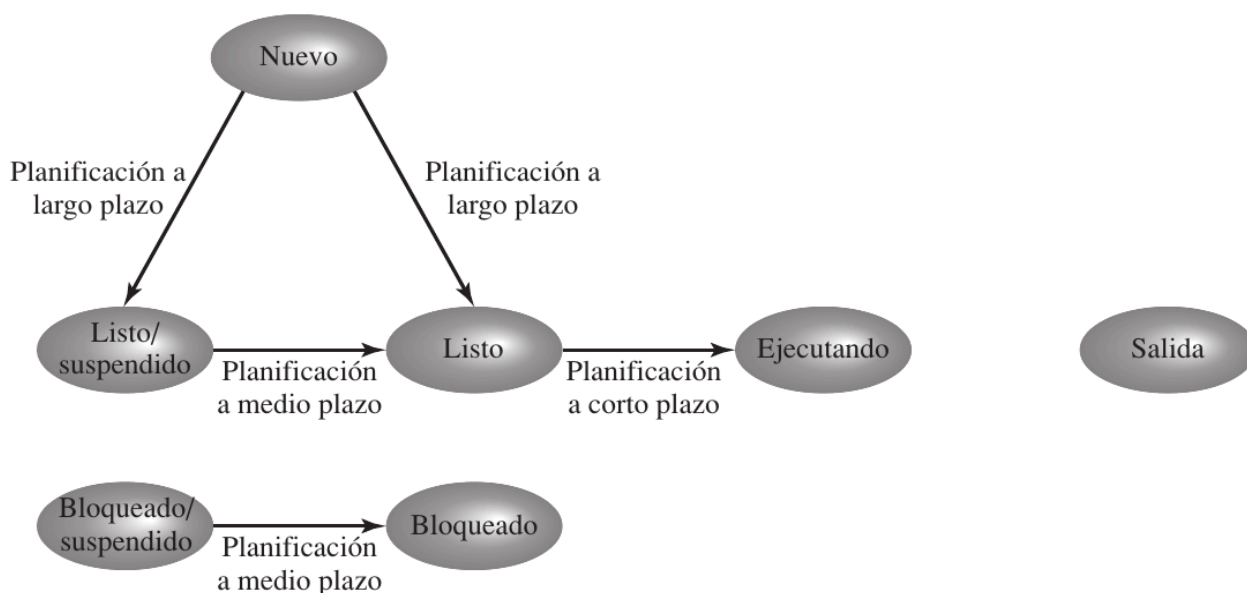 Nuevo
Planificación a
largo plazo
Planificación a
largo plazo
Listo/
suspendido
Listo
Ejecutando
Salida
Planificación
a medio plazo
Planificación
a corto plazo
Bloqueado/
suspendido
Bloqueado
Planificación
a medio plazo